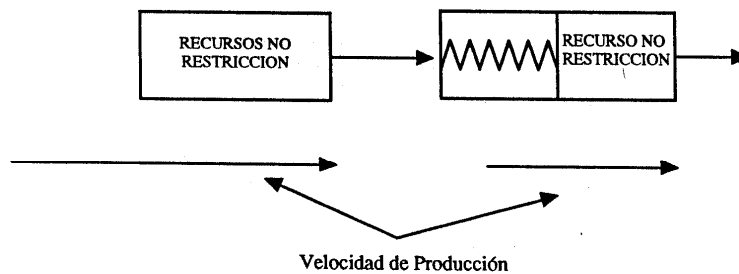 RECURSOS NO
RESTRICCION
RECURSO NO
RESTRICCION
Velocidad de Producción